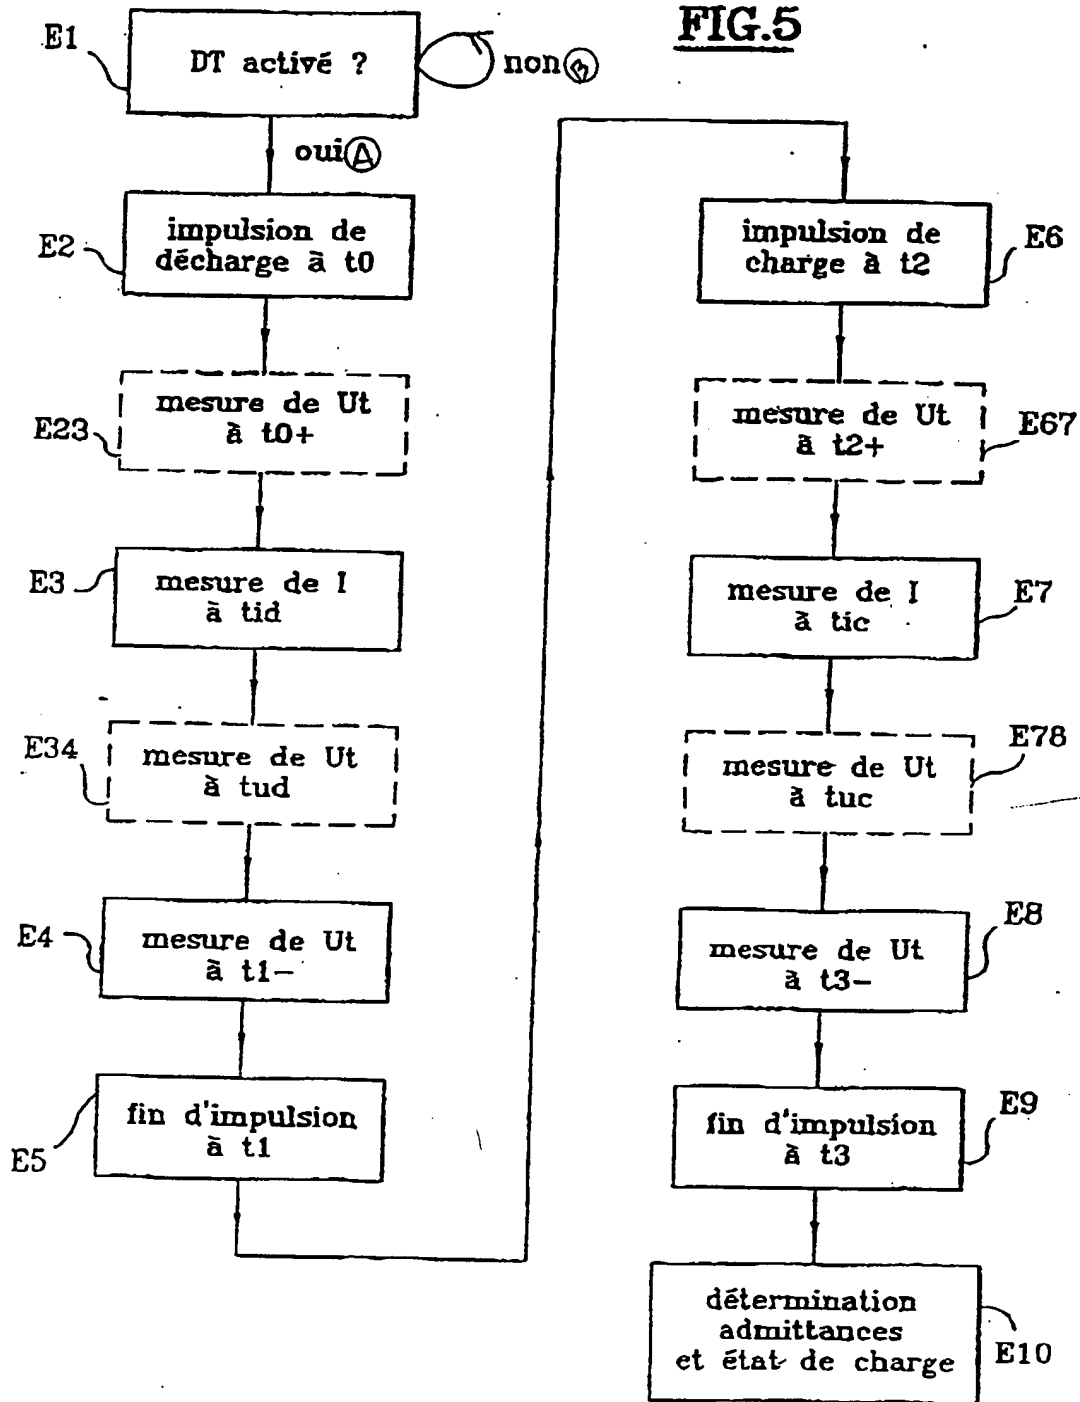 FIG.5
E1
DT activé ?
non B
oui A
E2
impulsion de
décharge à t0
E23
mesure de Ut
à t0+
E3
mesure de I
à tid
E34
mesure de Ut
à tud
E4
mesure de Ut
à t1-
E5
fin d'impulsion
à t1
impulsion de
charge à t2
E6
mesure de Ut
à t2+
E67
mesure de I
à tic
E7
mesure de Ut
à tuc
E78
mesure de Ut
à t3-
E8
fin d'impulsion
à t3
E9
détermination
admittances
et état de charge
E10